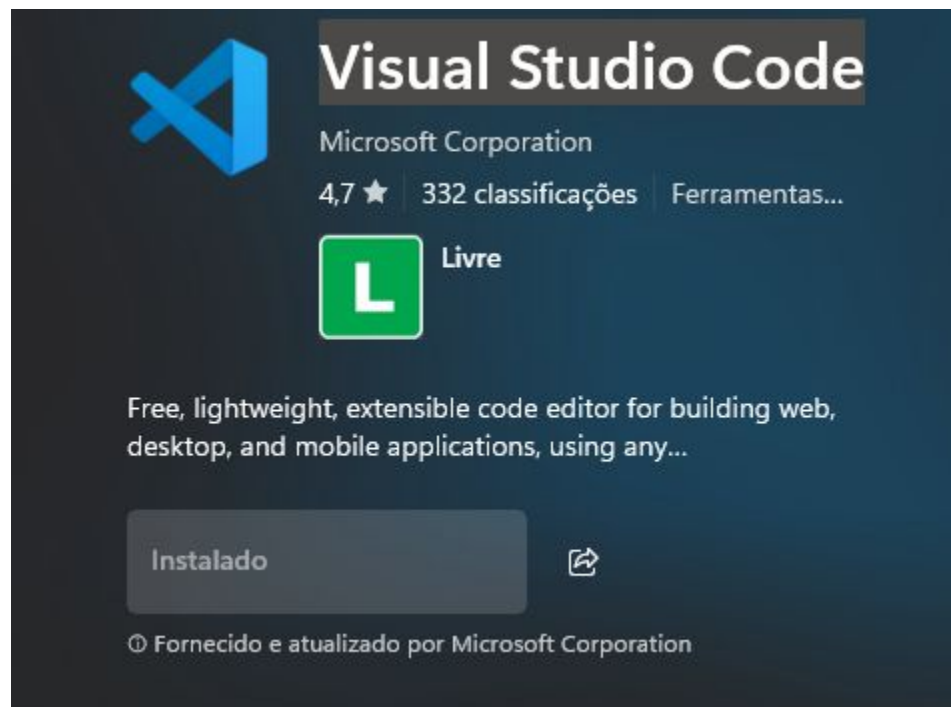 Visual Studio Code
Microsoft Corporation
4,7 ★ 332 classificações Ferramentas...
L Livre
Free, lightweight, extensible code editor for building web,
desktop, and mobile applications, using any...
Instalado
Fornecido e atualizado por Microsoft Corporation